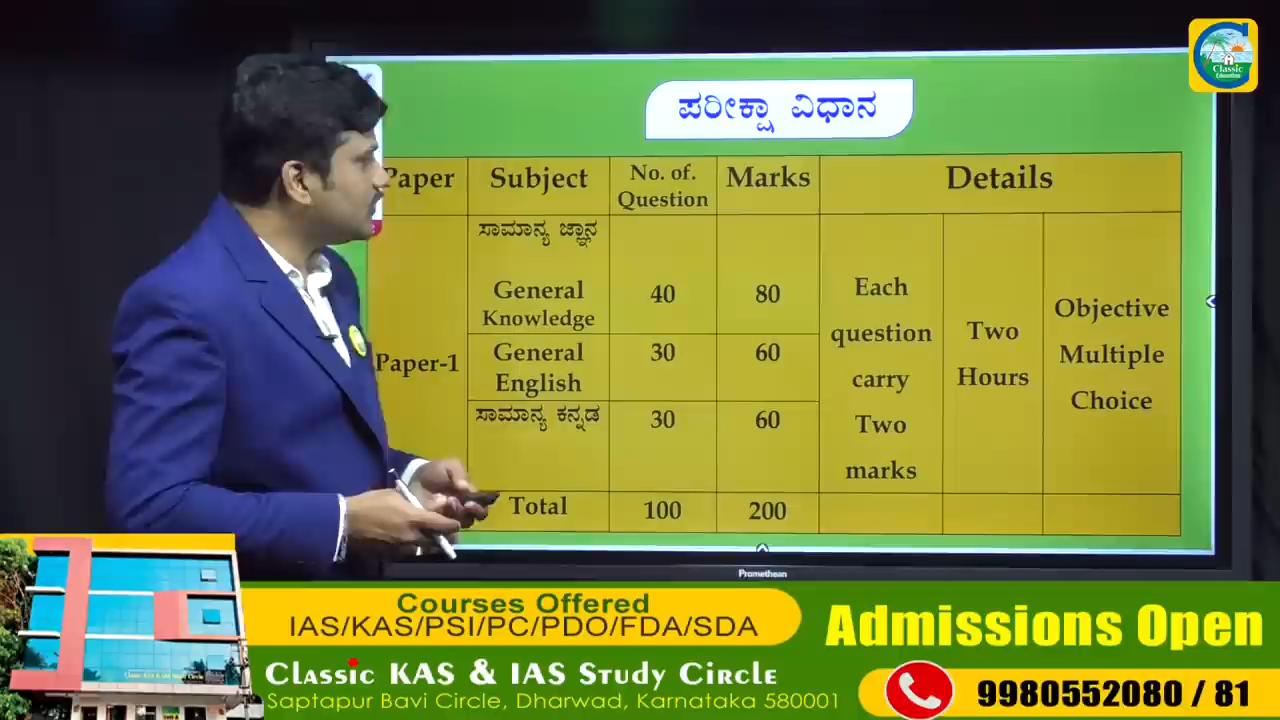 Classic
Education
ಪರೀಕ್ಷಾ ವಿಧಾನ
Paper Subject No. of. Question Marks Details
Paper-1
ಸಾಮಾನ್ಯ ಜ್ಞಾನ
General
Knowledge
40 80
General
English
30 60
ಸಾಮಾನ್ಯ ಕನ್ನಡ 30 60
Each
question
carry
Two
marks
Two
Hours
Objective
Multiple
Choice
Total 100 200
Promethean
Courses Offered
IAS/KAS/PSI/PC/PDO/FDA/SDA
Classic KAS & IAS Study Circle
Saptapur Bavi Circle, Dharwad, Karnataka 580001
Admissions Open
9980552080 / 81